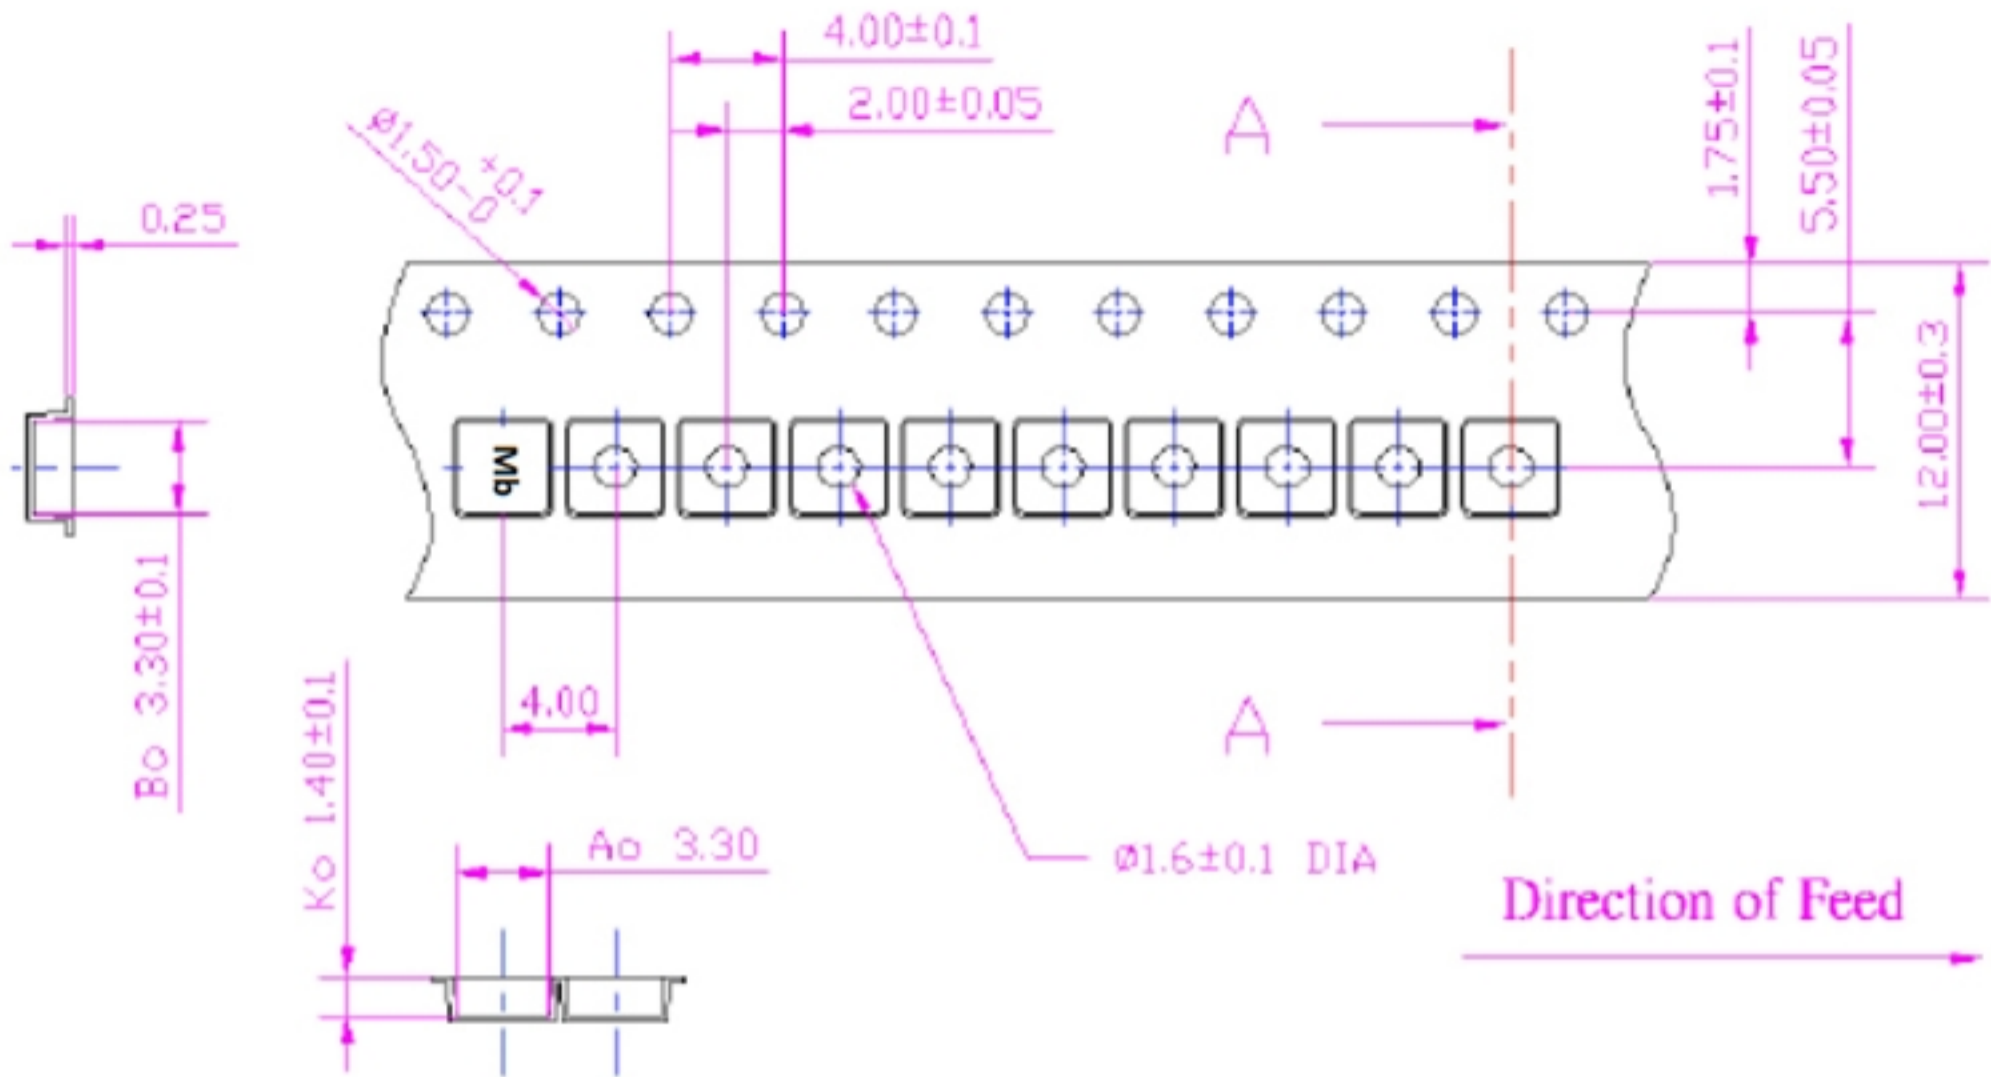 4.00±0.1
2.00±0.05
Ø1.50 +0.1
-0
A
1.75±0.1
5.50±0.05
0.25
12.00±0.3
Mb
Bo 3.30±0.1
4.00
Ko 1.40±0.1
A
Ao 3.30
Ø1.6±0.1 DIA
Direction of Feed